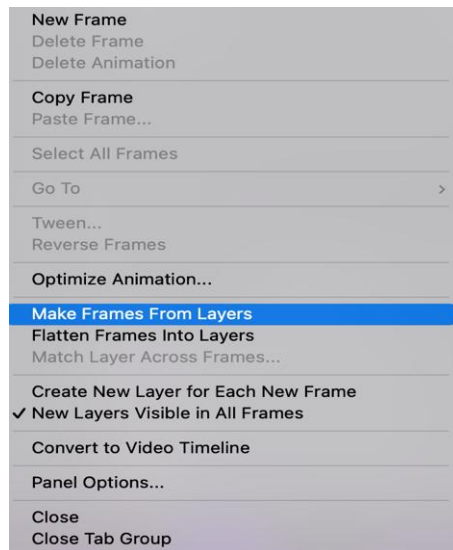 New Frame
Delete Frame
Delete Animation
Copy Frame
Paste Frame...
Select All Frames
Go To
Tween...
Reverse Frames
Optimize Animation...
Make Frames From Layers
Flatten Frames Into Layers
Match Layer Across Frames...
Create New Layer for Each New Frame
New Layers Visible in All Frames
Convert to Video Timeline
Panel Options...
Close
Close Tab Group